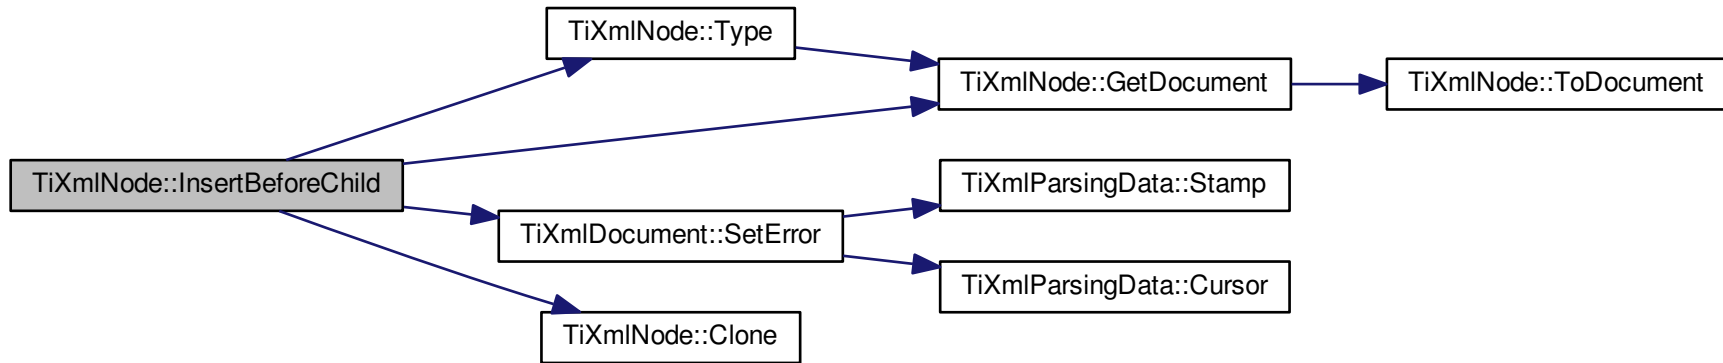 TiXmlNode::Type
TiXmlNode::GetDocument
TiXmlNode::ToDocument
TiXmlNode::InsertBeforeChild
TiXmlParsingData::Stamp
TiXmlDocument::SetError
TiXmlParsingData::Cursor
TiXmlNode::Clone